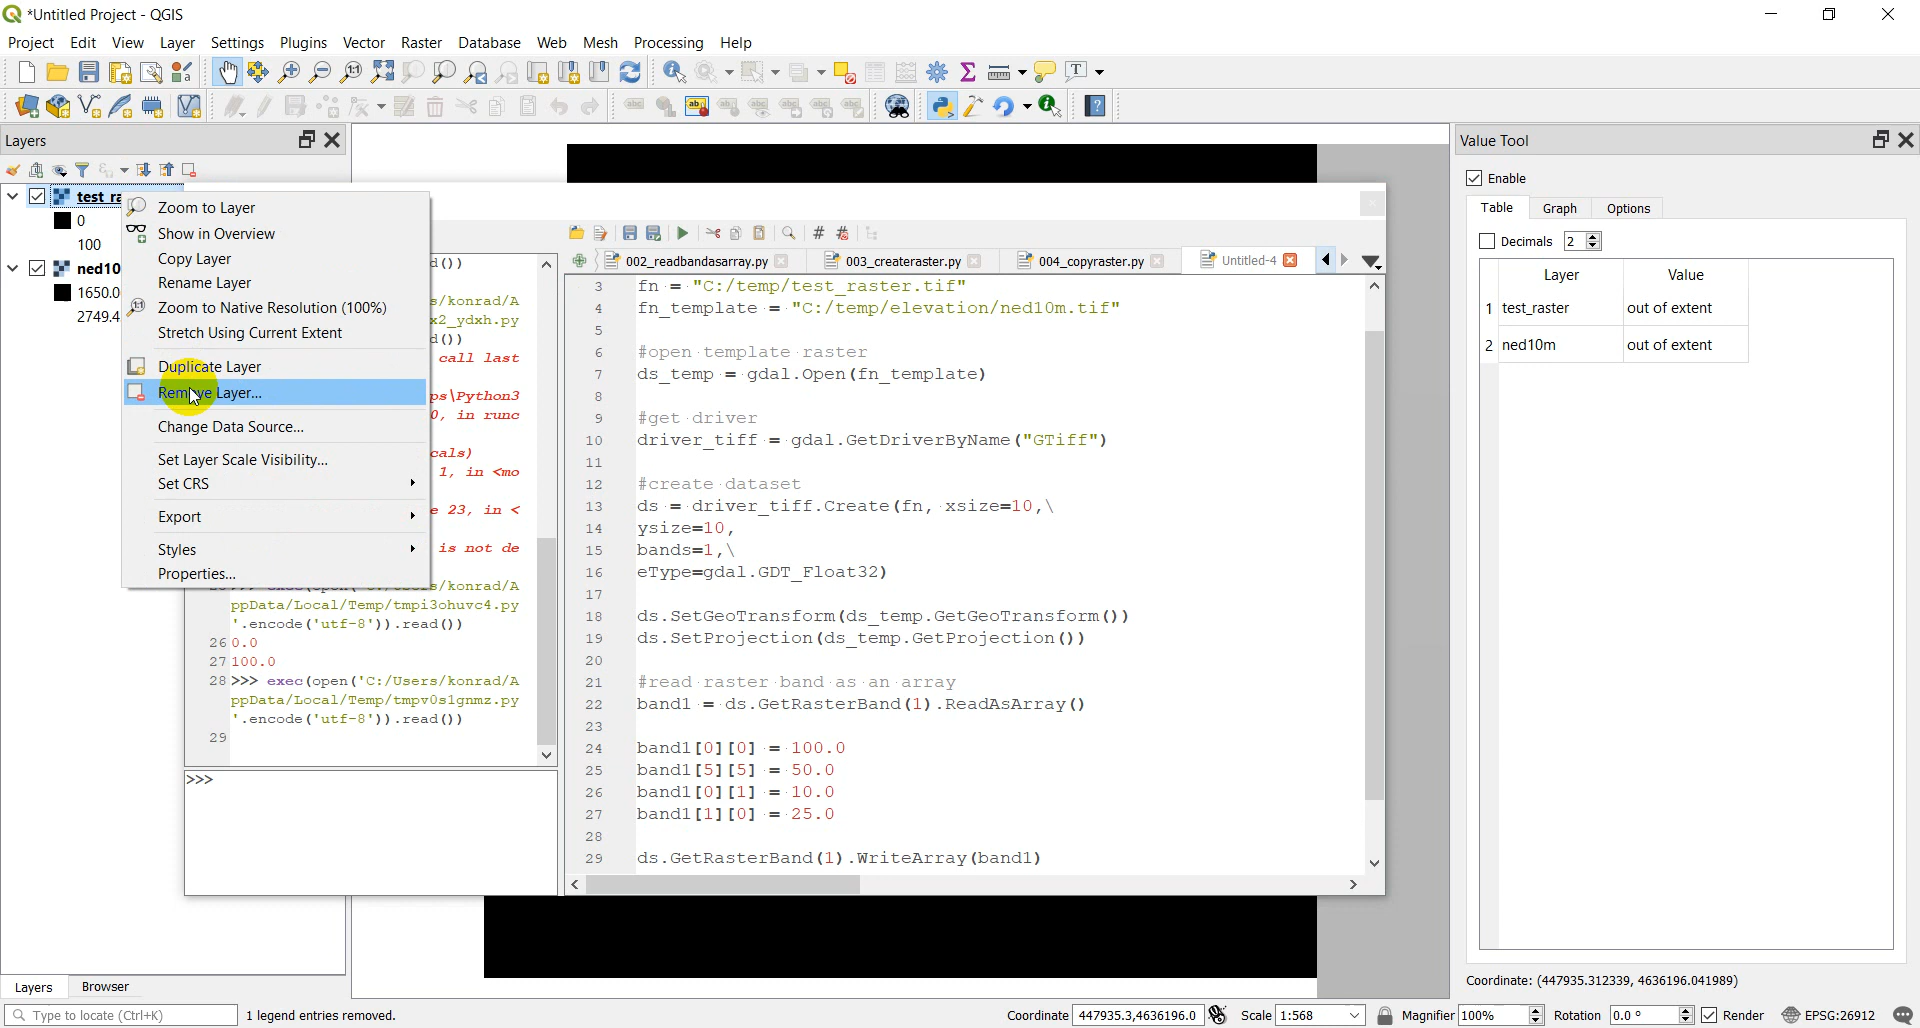 *Untitled Project - QGIS
Project Edit View Layer Settings Plugins Vector Raster Database Web Mesh Processing Help
Layers
test_ra
0
100
ned10
1650.0
2749.4
Zoom to Layer
Show in Overview
Copy Layer
Rename Layer
Zoom to Native Resolution (100%)
Stretch Using Current Extent
Duplicate Layer
Remove Layer...
Change Data Source...
Set Layer Scale Visibility...
Set CRS
Export
Styles
Properties...
d())
s/konrad/A
x2_ydxh.py
d())
call last
ps\Python3
0, in runc
cals)
1, in <mo
e 23, in <
is not de
s/konrad/A
ppData/Local/Temp/tmpi3ohuvc4.py
'.encode('utf-8')).read())
26 0.0
27 100.0
28 >>> exec(open('C:/Users/konrad/A
ppData/Local/Temp/tmpv0s1gnmz.py
'.encode('utf-8')).read())
29
>>>
002_readbandasarray.py 003_createraster.py 004_copyraster.py Untitled-4
3 fn = "C:/temp/test_raster.tif"
4 fn_template = "C:/temp/elevation/ned10m.tif"
5
6 #open template raster
7 ds_temp = gdal.Open(fn_template)
8
9 #get driver
10 driver_tiff = gdal.GetDriverByName("GTiff")
11
12 #create dataset
13 ds = driver_tiff.Create(fn, xsize=10,\
14 ysize=10,
15 bands=1,\
16 eType=gdal.GDT_Float32)
17
18 ds.SetGeoTransform(ds_temp.GetGeoTransform())
19 ds.SetProjection(ds_temp.GetProjection())
20
21 #read raster band as an array
22 band1 = ds.GetRasterBand(1).ReadAsArray()
23
24 band1[0][0] = 100.0
25 band1[5][5] = 50.0
26 band1[0][1] = 10.0
27 band1[1][0] = 25.0
28
29 ds.GetRasterBand(1).WriteArray(band1)
Value Tool
Enable
Table Graph Options
Decimals 2
Layer Value
1 test_raster out of extent
2 ned10m out of extent
Coordinate: (447935.312339, 4636196.041989)
Layers Browser
Type to locate (Ctrl+K) 1 legend entries removed. Coordinate 447935.3,4636196.0 Scale 1:568 Magnifier 100% Rotation 0.0 ° Render EPSG:26912